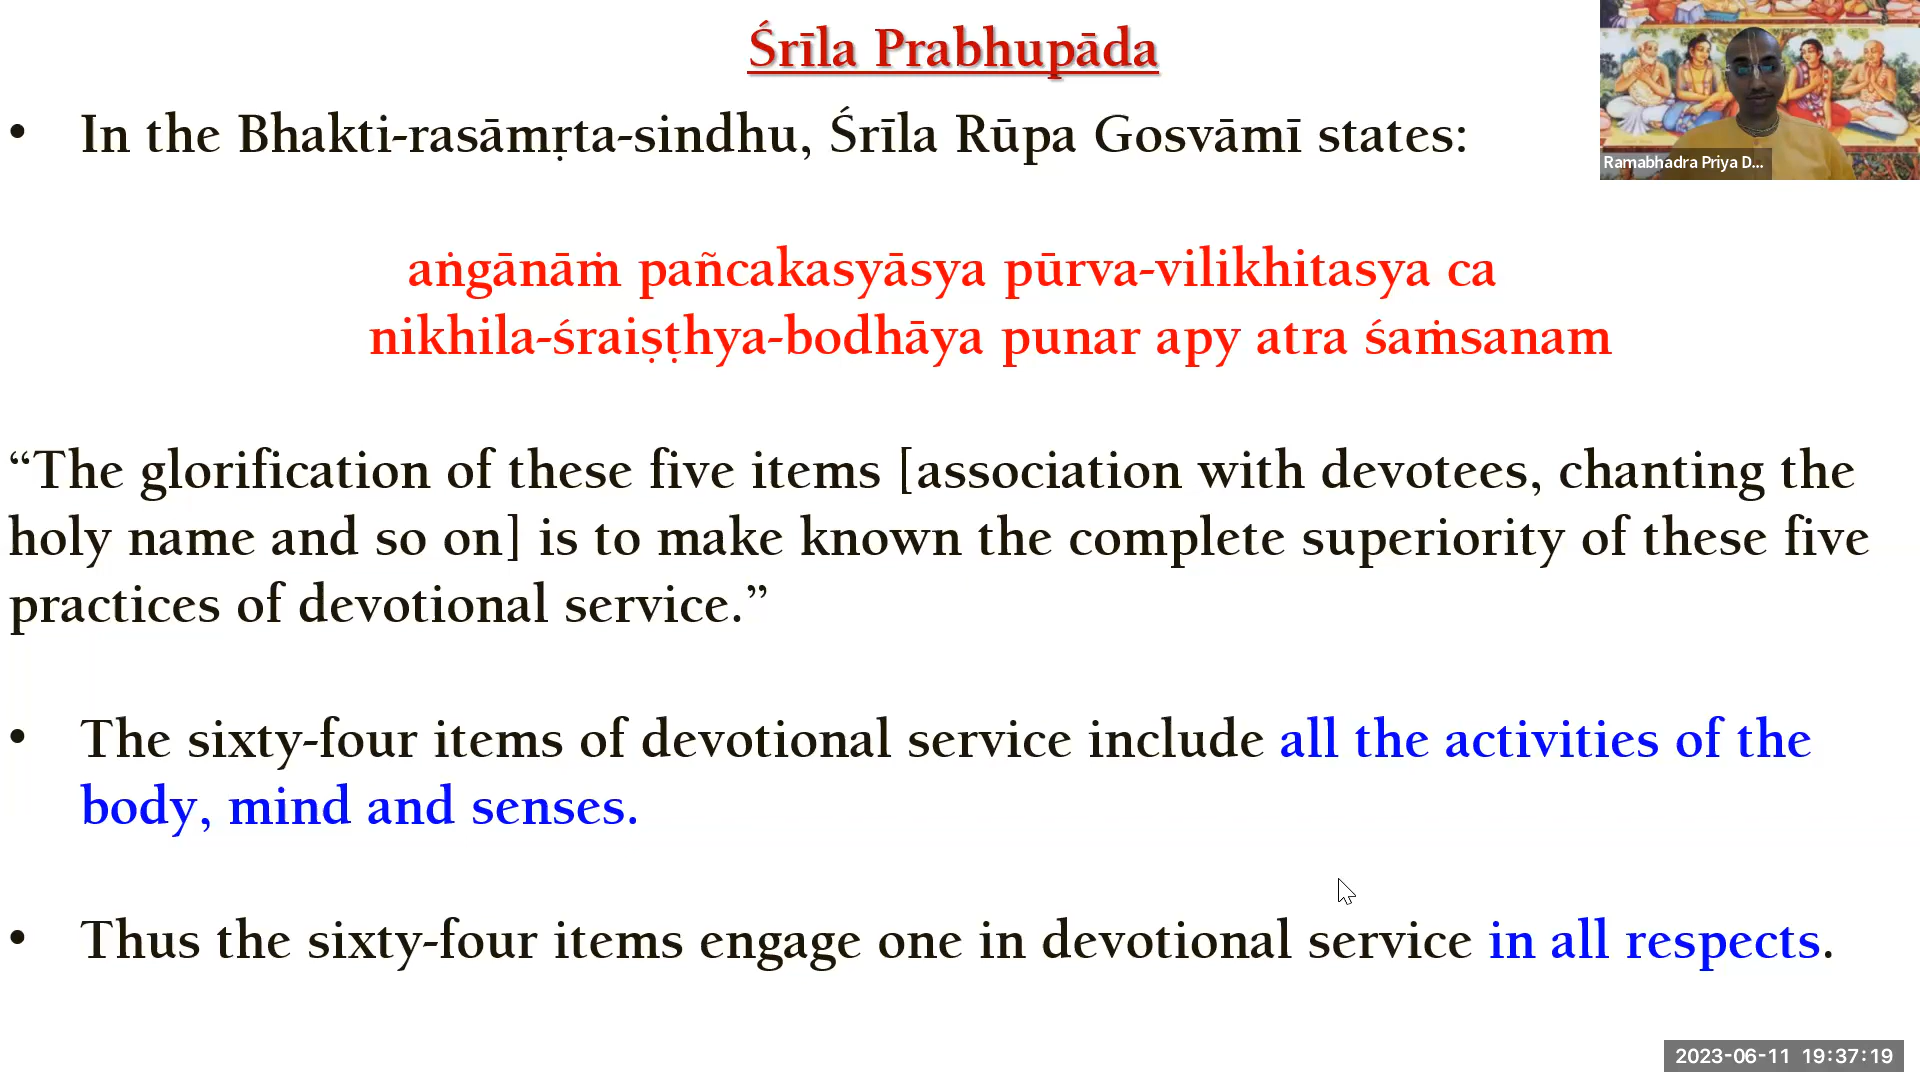 Śrīla Prabhupāda
Ramabhadra Priya D...
• In the Bhakti-rasāmṛta-sindhu, Śrīla Rūpa Gosvāmī states:
aṅgānāṁ pañcakasyāsya pūrva-vilikhitasya ca
nikhila-śraiṣṭhya-bodhāya punar apy atra śaṁsanam
“The glorification of these five items [association with devotees, chanting the
holy name and so on] is to make known the complete superiority of these five
practices of devotional service.”
• The sixty-four items of devotional service include all the activities of the
body, mind and senses.
• Thus the sixty-four items engage one in devotional service in all respects.
2023-06-11 19:37:19